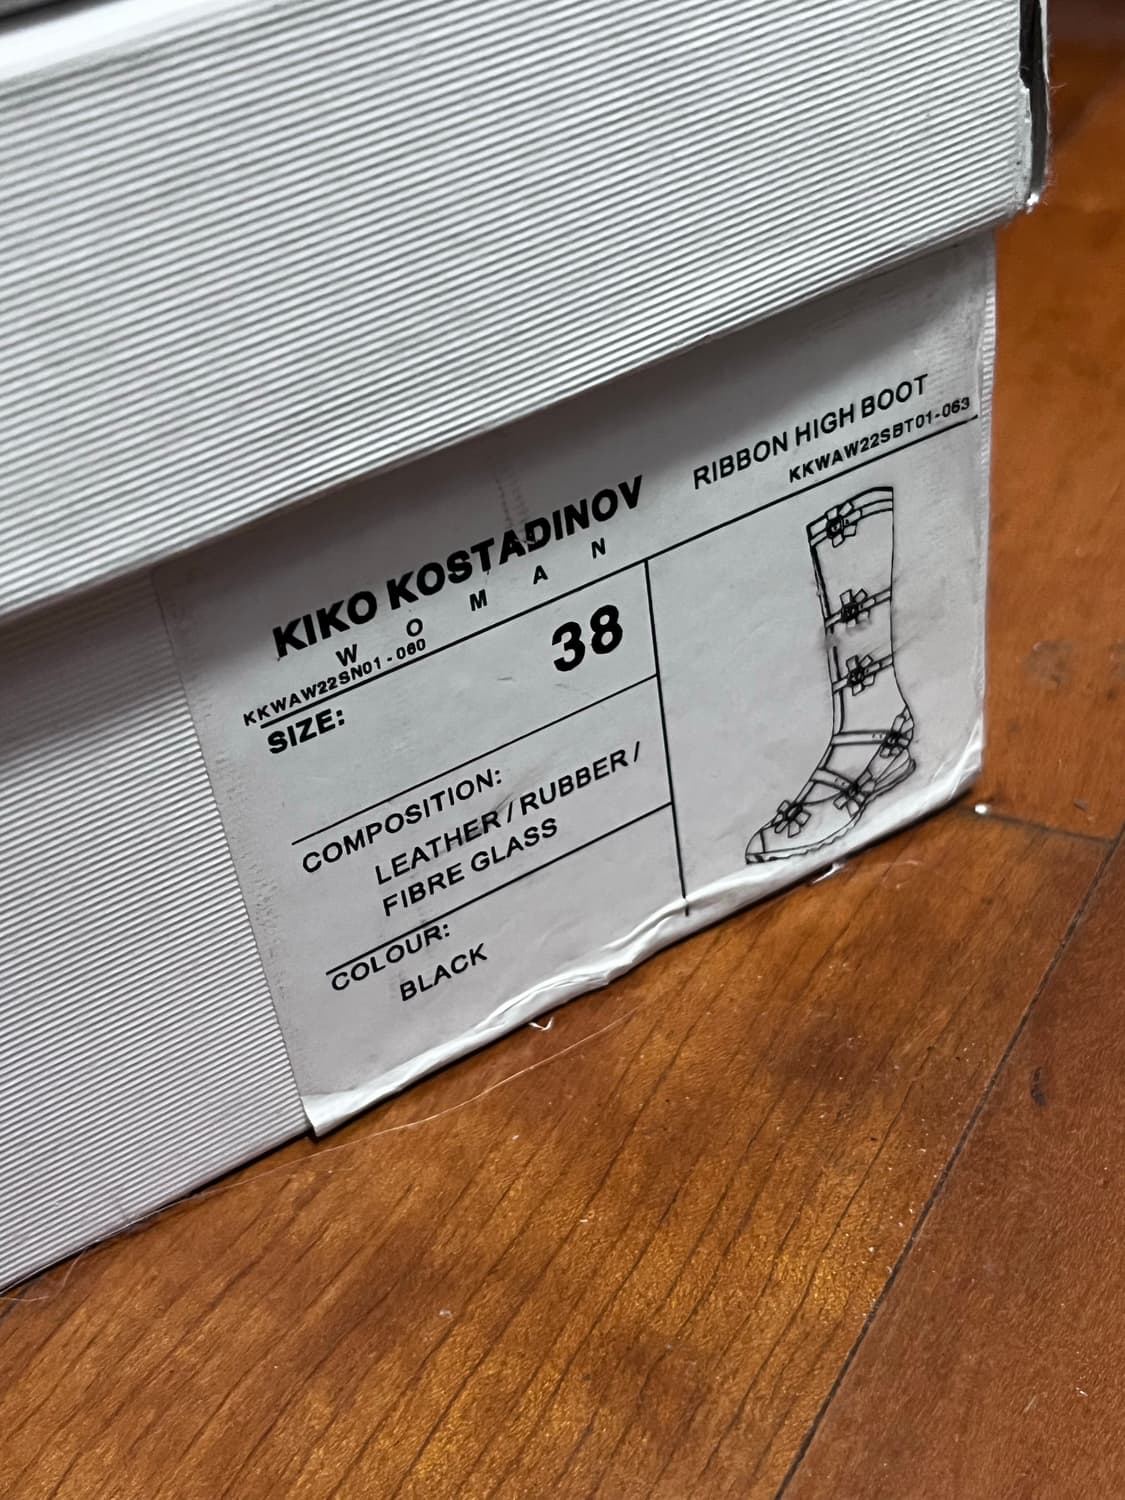 KIKO KOSTADINOV
W O M A N
KKWAW22SN01-060
RIBBON HIGH BOOT
KKWAW22SBT01-063
SIZE:
38
COMPOSITION:
LEATHER/RUBBER/
FIBRE GLASS
COLOUR:
BLACK